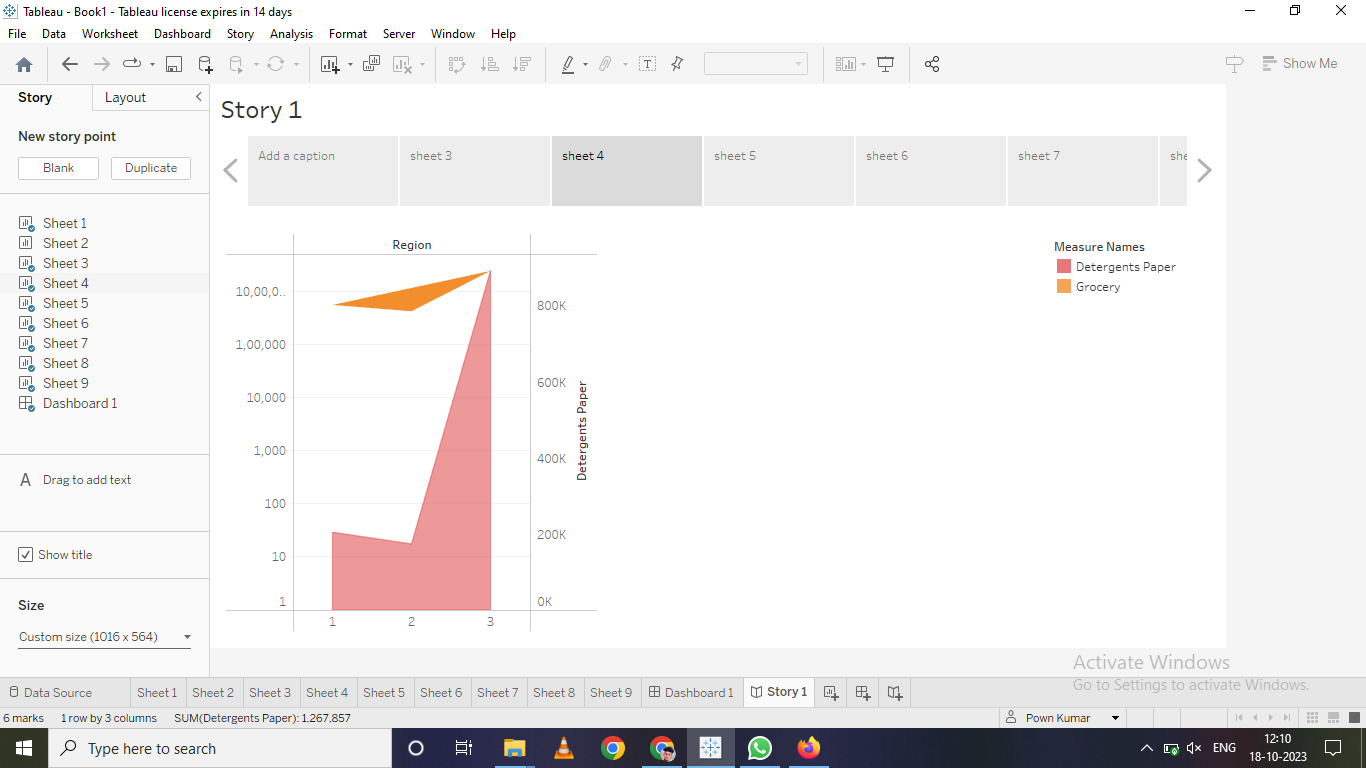 Tableau - Book1 - Tableau license expires in 14 days
File Data Worksheet Dashboard Story Analysis Format Server Window Help
Show Me
Story Layout
New story point
Blank Duplicate
Sheet 1
Sheet 2
Sheet 3
Sheet 4
Sheet 5
Sheet 6
Sheet 7
Sheet 8
Sheet 9
Dashboard 1
A Drag to add text
Show title
Size
Custom size (1016 x 564)
Story 1
Add a caption sheet 3 sheet 4 sheet 5 sheet 6 sheet 7 she
Region
10,00,0..
1,00,000
10,000
1,000
100
10
1
800K
600K
400K
200K
0K
Detergents Paper
1 2 3
Measure Names
Detergents Paper
Grocery
Activate Windows
Go to Settings to activate Windows.
Data Source Sheet 1 Sheet 2 Sheet 3 Sheet 4 Sheet 5 Sheet 6 Sheet 7 Sheet 8 Sheet 9 Dashboard 1 Story 1
6 marks 1 row by 3 columns SUM(Detergents Paper): 1,267,857
Pown Kumar
Type here to search
ENG
12:10
18-10-2023